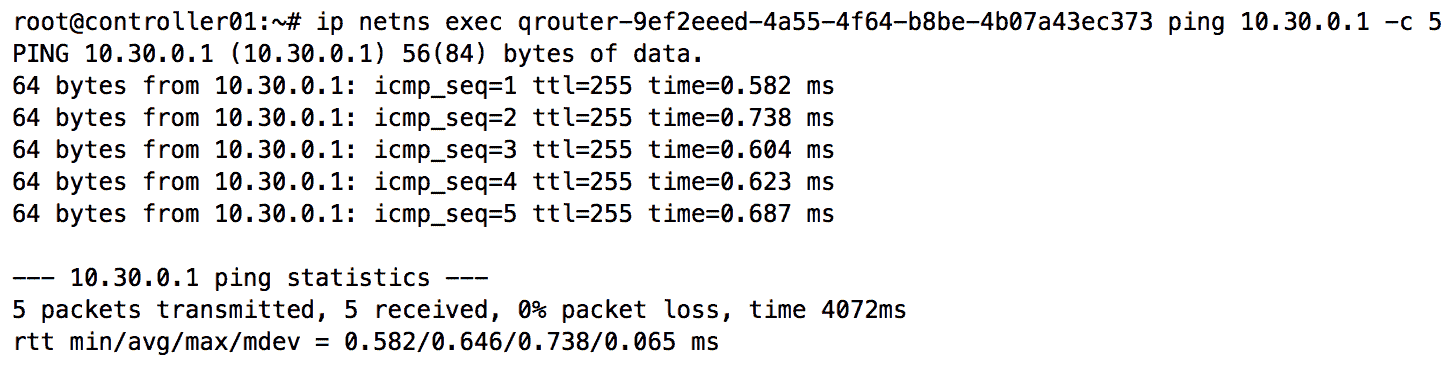 root@controller01:~# ip netns exec qrouter-9ef2eeed-4a55-4f64-b8be-4b07a43ec373 ping 10.30.0.1 -c 5
PING 10.30.0.1 (10.30.0.1) 56(84) bytes of data.
64 bytes from 10.30.0.1: icmp_seq=1 ttl=255 time=0.582 ms
64 bytes from 10.30.0.1: icmp_seq=2 ttl=255 time=0.738 ms
64 bytes from 10.30.0.1: icmp_seq=3 ttl=255 time=0.604 ms
64 bytes from 10.30.0.1: icmp_seq=4 ttl=255 time=0.623 ms
64 bytes from 10.30.0.1: icmp_seq=5 ttl=255 time=0.687 ms

--- 10.30.0.1 ping statistics ---
5 packets transmitted, 5 received, 0% packet loss, time 4072ms
rtt min/avg/max/mdev = 0.582/0.646/0.738/0.065 ms